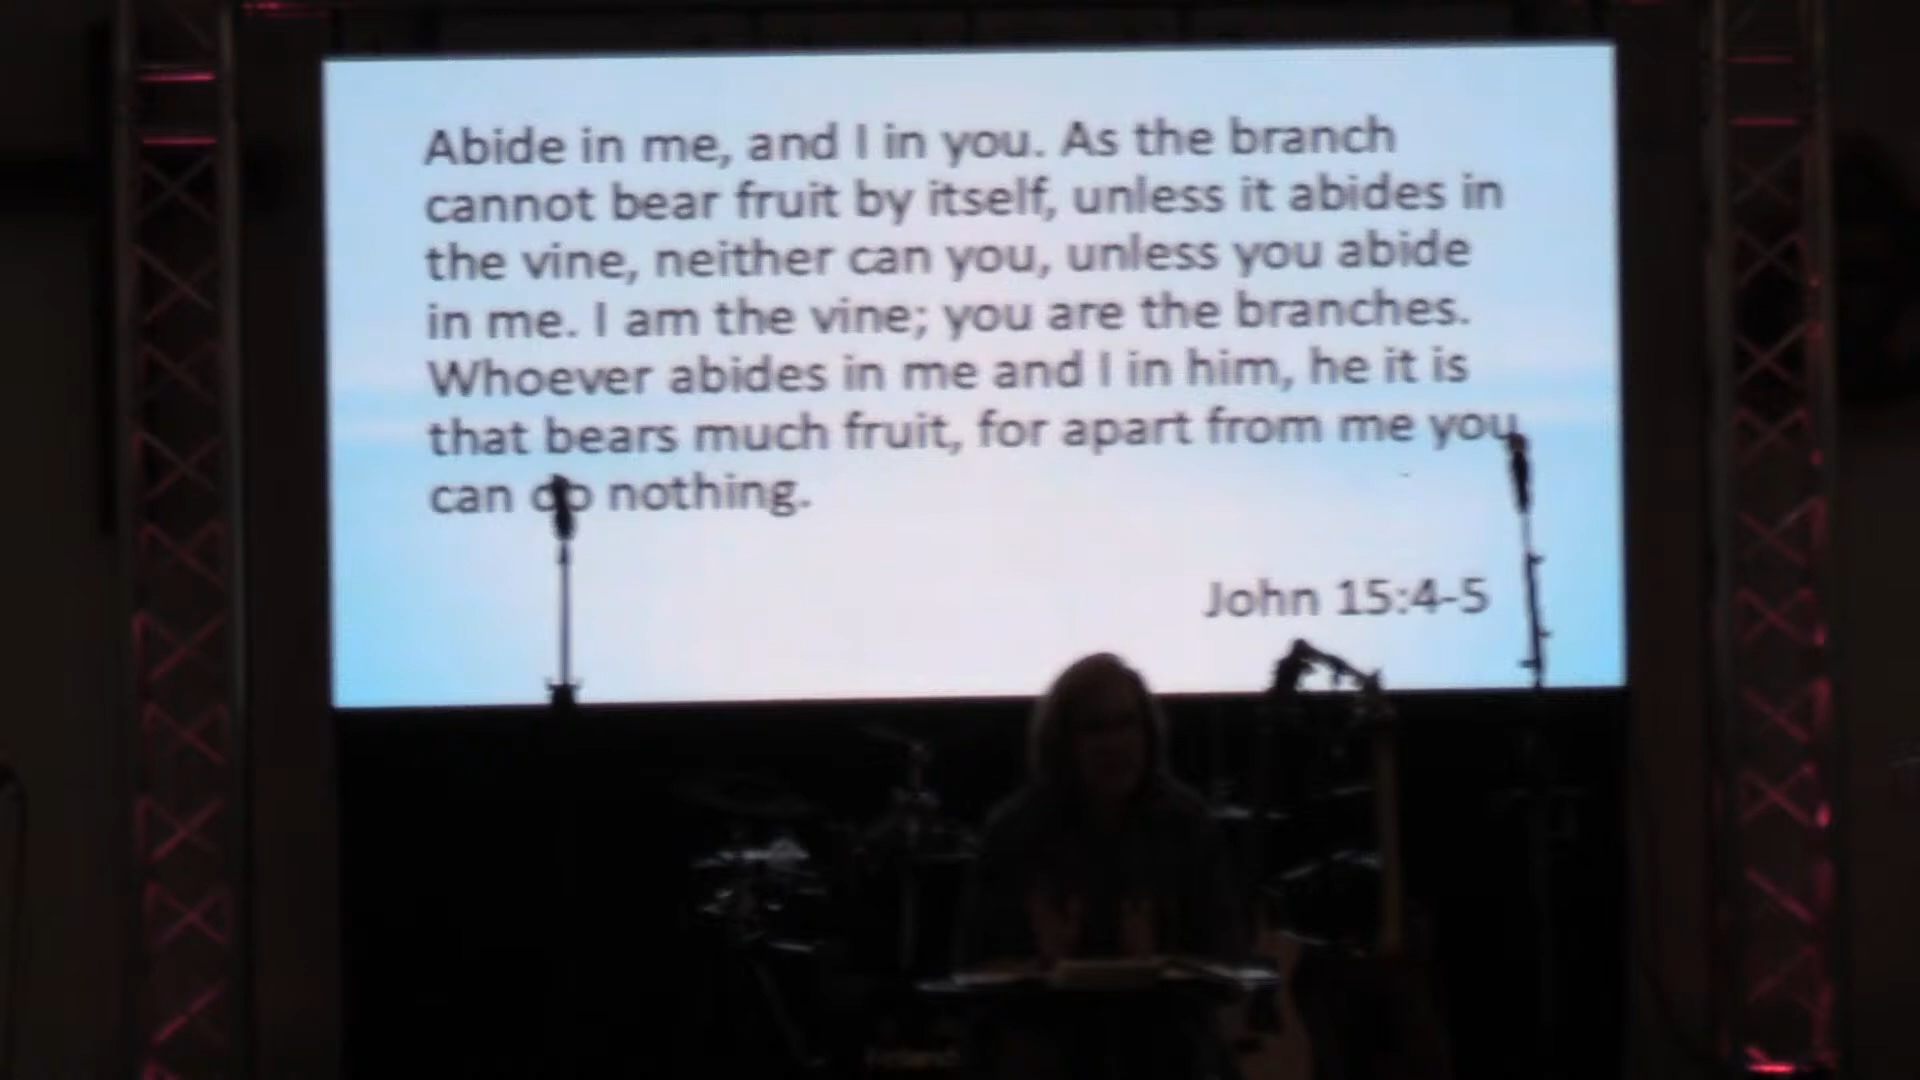 Abide in me, and I in you. As the branch
cannot bear fruit by itself, unless it abides in
the vine, neither can you, unless you abide
in me. I am the vine; you are the branches.
Whoever abides in me and I in him, he it is
that bears much fruit, for apart from me you
can do nothing.
John 15:4-5